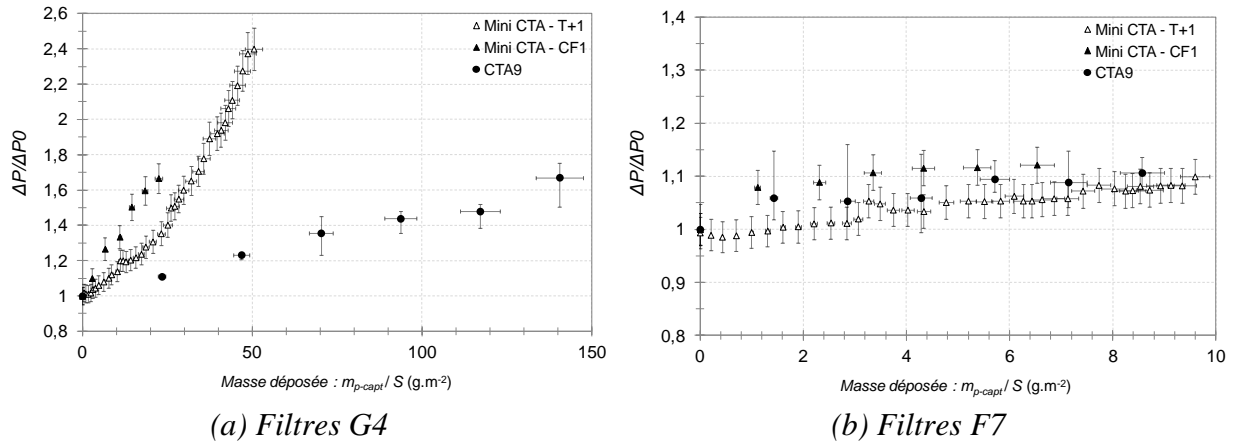 2,6
2,4
2,2
2
1,8
1,6
1,4
1,2
1
0,8
ΔP/ΔP0
Mini CTA - T+1
Mini CTA - CF1
CTA9
0 50 100 150
Masse déposée : mp-capt / S (g.m-2)
(a) Filtres G4
1,4
1,3
1,2
1,1
1
0,9
0,8
ΔP/ΔP0
Mini CTA - T+1
Mini CTA - CF1
CTA9
0 2 4 6 8 10
Masse déposée : mp-capt / S (g.m-2)
(b) Filtres F7